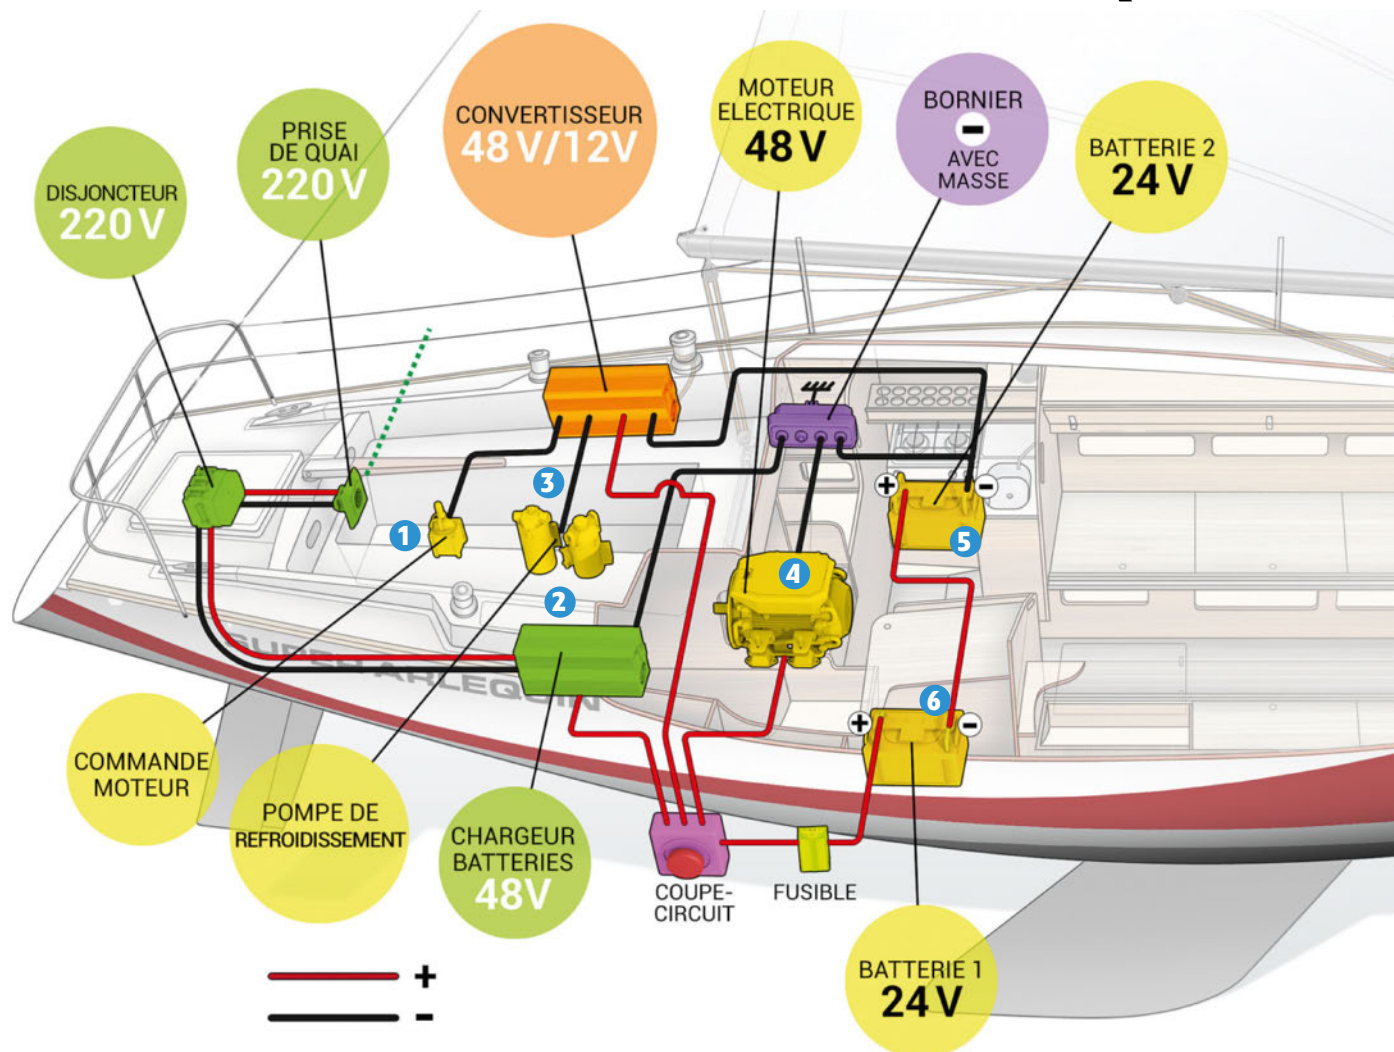 DISJONCTEUR
220 V
PRISE
DE QUAI
220 V
CONVERTISSEUR
48 V/12V
MOTEUR
ELECTRIQUE
48 V
BORNIER
-
AVEC
MASSE
BATTERIE 2
24 V
3
1
+
-
5
4
2
SUPER ARLEQUIN
6
+
-
COMMANDE
MOTEUR
POMPE DE
REFROIDISSEMENT
CHARGEUR
BATTERIES
48V
COUPE-
CIRCUIT
FUSIBLE
BATTERIE 1
24 V
+
-